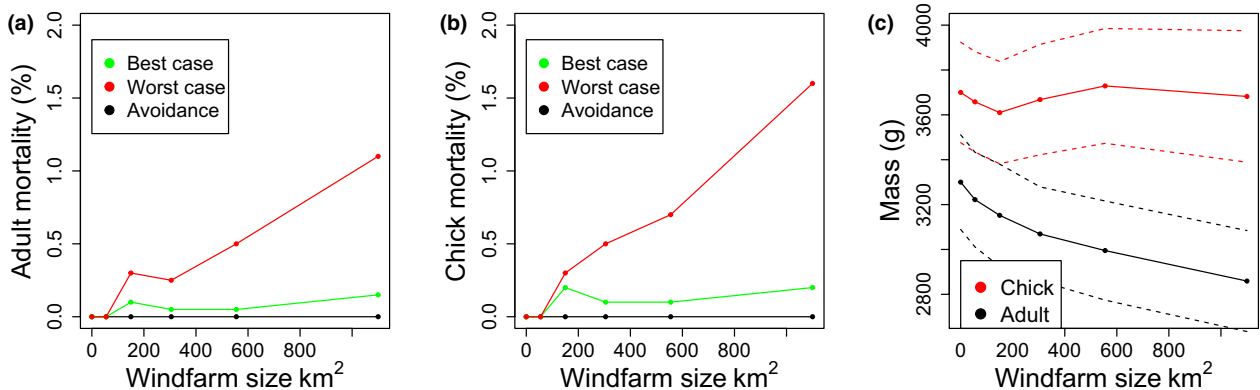 (a)
Adult mortality (%)
0.0 0.5 1.0 1.5 2.0
Best case
Worst case
Avoidance
0 200 400 600 800
Windfarm size km²
(b)
Chick mortality (%)
0.0 0.5 1.0 1.5 2.0
Best case
Worst case
Avoidance
0 200 400 600 800
Windfarm size km²
(c)
Mass (g)
2800 3200 3600 4000
Chick
Adult
0 200 400 600 800
Windfarm size km²